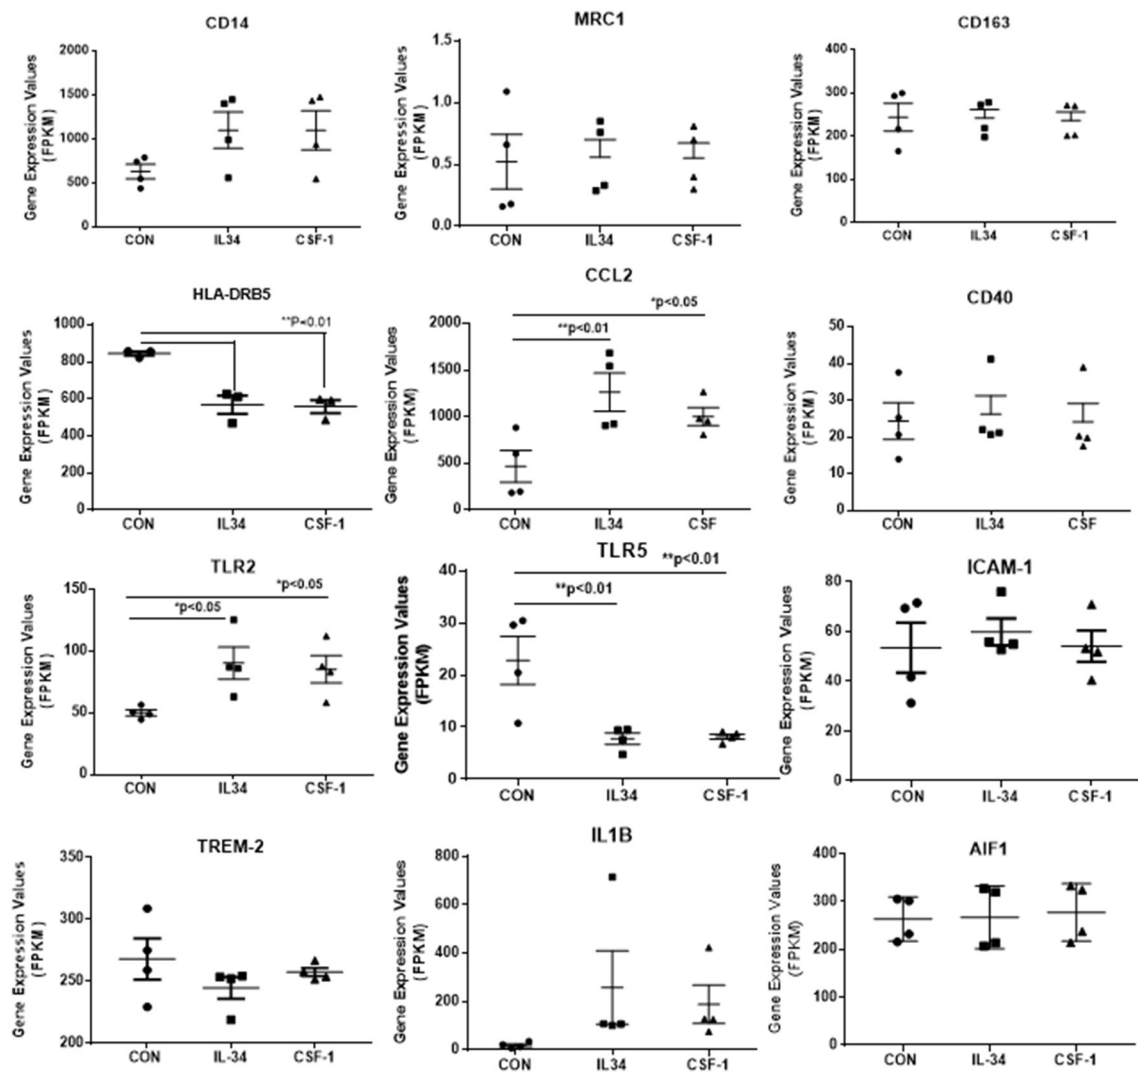 CD14
Gene Expression Values
(FPKM)
2000
1500
1000
500
0
CON IL34 CSF-1
MRC1
Gene Expression Values
(FPKM)
1.5
1.0
0.5
0.0
CON IL34 CSF-1
CD163
Gene Expression Values
(FPKM)
400
300
200
100
0
CON IL34 CSF-1
HLA-DRB5
**P<0.01
Gene Expression Values
(FPKM)
1000
800
600
400
200
0
CON IL34 CSF-1
CCL2
*p<0.05
**p<0.01
Gene Expression Values
(FPKM)
2000
1500
1000
500
0
CON IL34 CSF
CD40
Gene Expression Values
(FPKM)
50
40
30
20
10
0
CON IL34 CSF
TLR2
*p<0.05
*p<0.05
Gene Expression Values
(FPKM)
150
100
50
0
CON IL34 CSF-1
TLR5
**p<0.01
**p<0.01
Gene Expression Values
(FPKM)
40
30
20
10
0
CON IL34 CSF-1
ICAM-1
Gene Expression Values
(FPKM)
80
60
40
20
0
CON IL-34 CSF-1
TREM-2
Gene Expression Values
(FPKM)
350
300
250
200
CON IL-34 CSF-1
IL1B
Gene Expression Values
(FPKM)
800
600
400
200
0
CON IL34 CSF-1
AIF1
Gene Expression Values
(FPKM)
400
300
200
100
0
CON IL-34 CSF-1